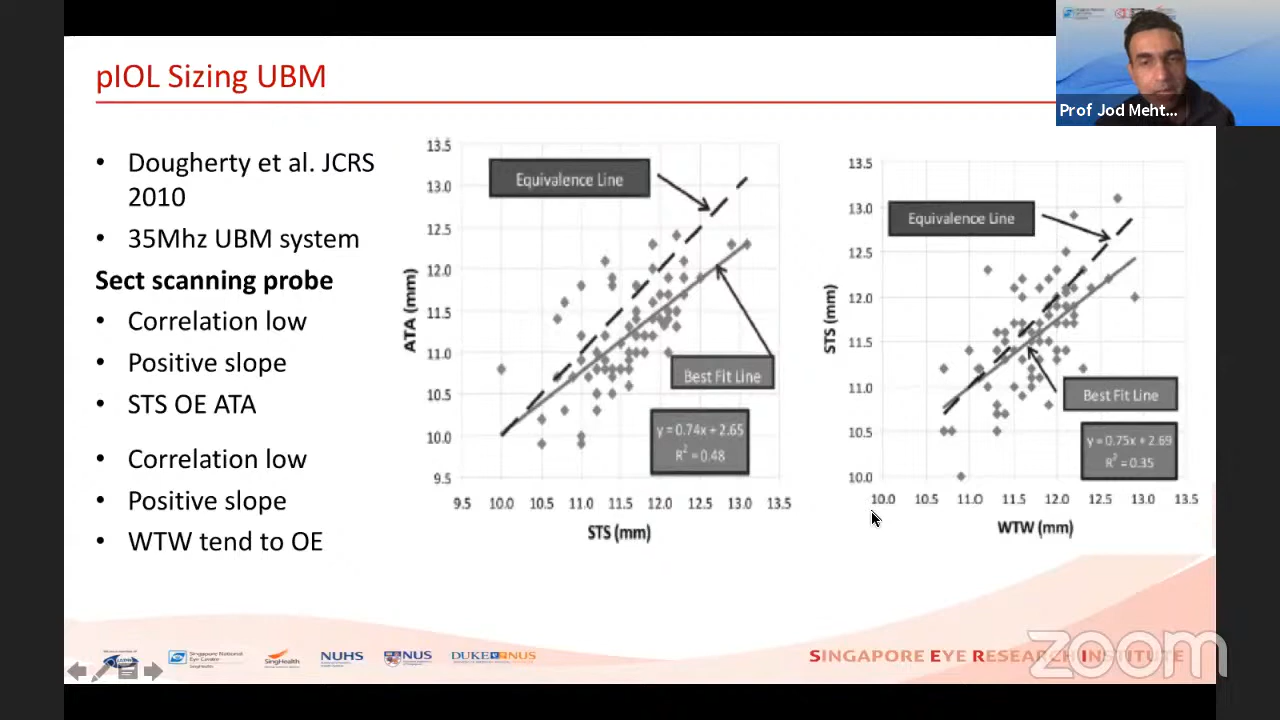 pIOL Sizing UBM
Prof Jod Meht...
• Dougherty et al. JCRS
2010
• 35Mhz UBM system
Sect scanning probe
• Correlation low
• Positive slope
• STS OE ATA
• Correlation low
• Positive slope
• WTW tend to OE
13.5
13.0
12.5
12.0
11.5
11.0
10.5
10.0
9.5
ATA (mm)
Equivalence Line
Best Fit Line
y = 0.74x + 2.65
R² = 0.48
9.5 10.0 10.5 11.0 11.5 12.0 12.5 13.0 13.5
STS (mm)
13.5
13.0
12.5
12.0
11.5
11.0
10.5
10.0
STS (mm)
Equivalence Line
Best Fit Line
y = 0.75x + 2.69
R² = 0.35
10.0 10.5 11.0 11.5 12.0 12.5 13.0 13.5
WTW (mm)
Singapore National
Eye Centre
SingHealth
SingHealth
NUHS
NUS
DUKE NUS
SINGAPORE EYE RESEARCH INSTITUTE
zoom